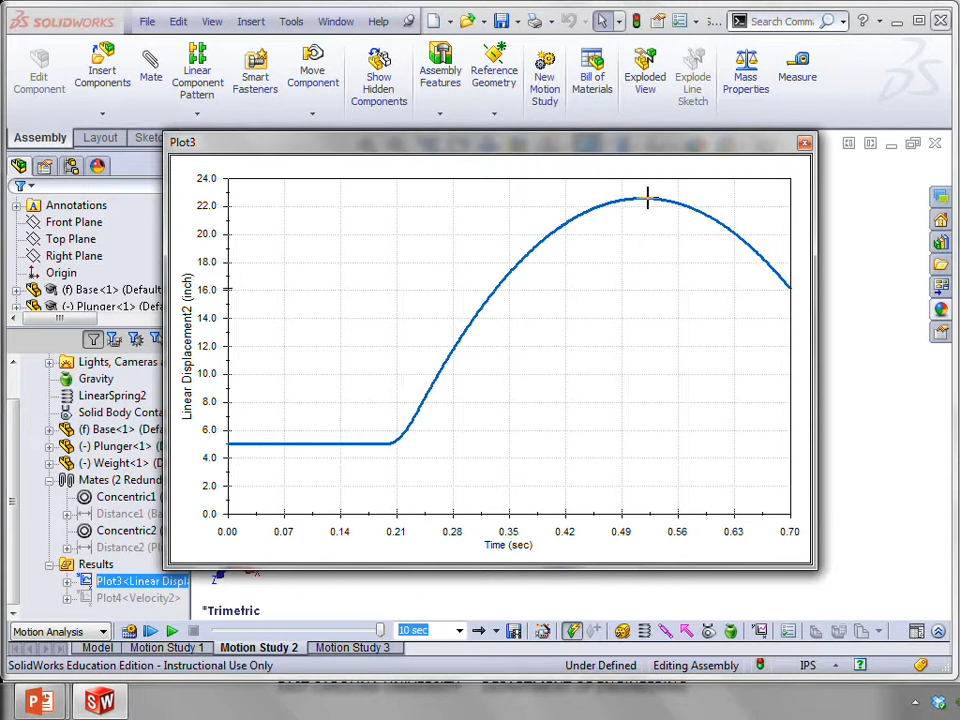 SOLIDWORKS File Edit View Insert Tools Window Help S... Search Comma
Edit Component
Insert Components
Mate
Linear Component Pattern
Smart Fasteners
Move Component
Show Hidden Components
Assembly Features
Reference Geometry
New Motion Study
Bill of Materials
Exploded View
Explode Line Sketch
Mass Properties
Measure
Assembly Layout Sketc
Plot3
Annotations
Front Plane
Top Plane
Right Plane
Origin
(f) Base<1> (Default
(-) Plunger<1> (Defa
Lights, Cameras a
Gravity
LinearSpring2
Solid Body Conta
(f) Base<1> (Defa
(-) Plunger<1> (
(-) Weight<1> (D
Mates (2 Redund
Concentric1 (
Distance1 (Ba
Concentric2 (
Distance2 (Pl
Results
Plot3<Linear Displ
Plot4<Velocity2>
24.0
22.0
20.0
18.0
16.0
14.0
12.0
10.0
8.0
6.0
4.0
2.0
0.0
Linear Displacement2 (inch)
0.00 0.07 0.14 0.21 0.28 0.35 0.42 0.49 0.56 0.63 0.70
Time (sec)
*Trimetric
Motion Analysis 10 sec
Model Motion Study 1 Motion Study 2 Motion Study 3
SolidWorks Education Edition - Instructional Use Only Under Defined Editing Assembly IPS